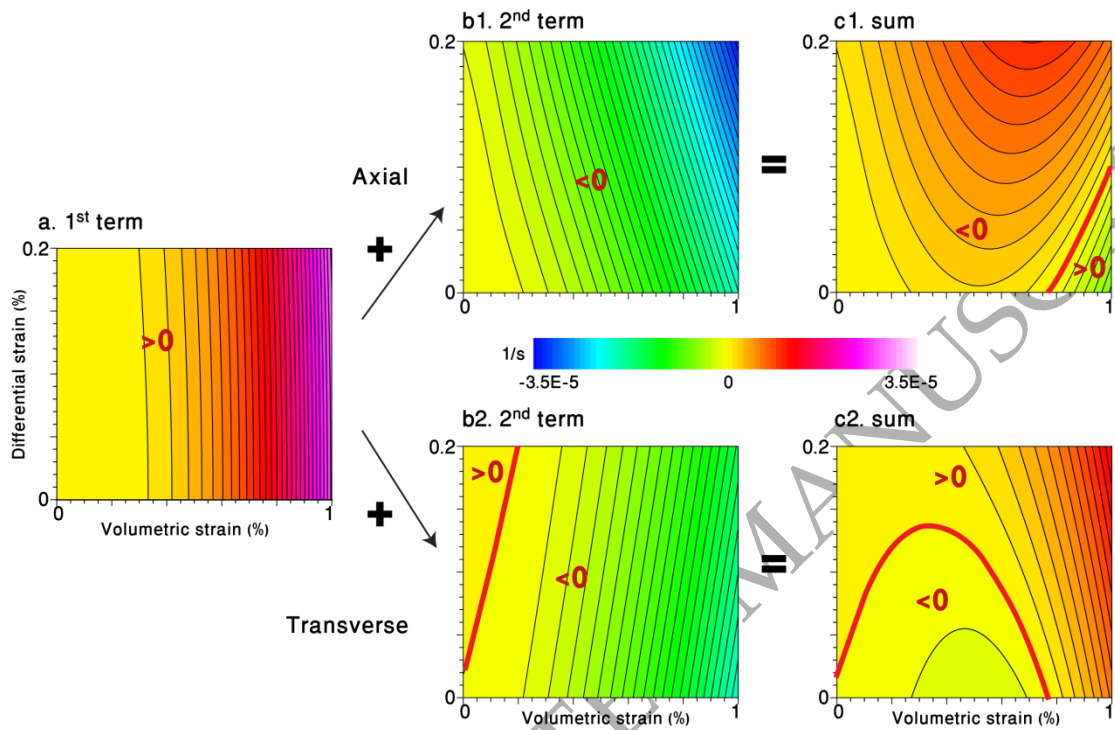 b1. 2nd term
c1. sum
0.2
0.2
<0
<0
>0
0
1
0
1
Axial
+
=
a. 1st term
0.2
>0
Differential strain (%)
0
0
1
Volumetric strain (%)
1/s
-3.5E-5
0
3.5E-5
b2. 2nd term
c2. sum
0.2
0.2
>0
>0
+
=
<0
<0
Transverse
0
0
1
Volumetric strain (%)
0
0
1
Volumetric strain (%)